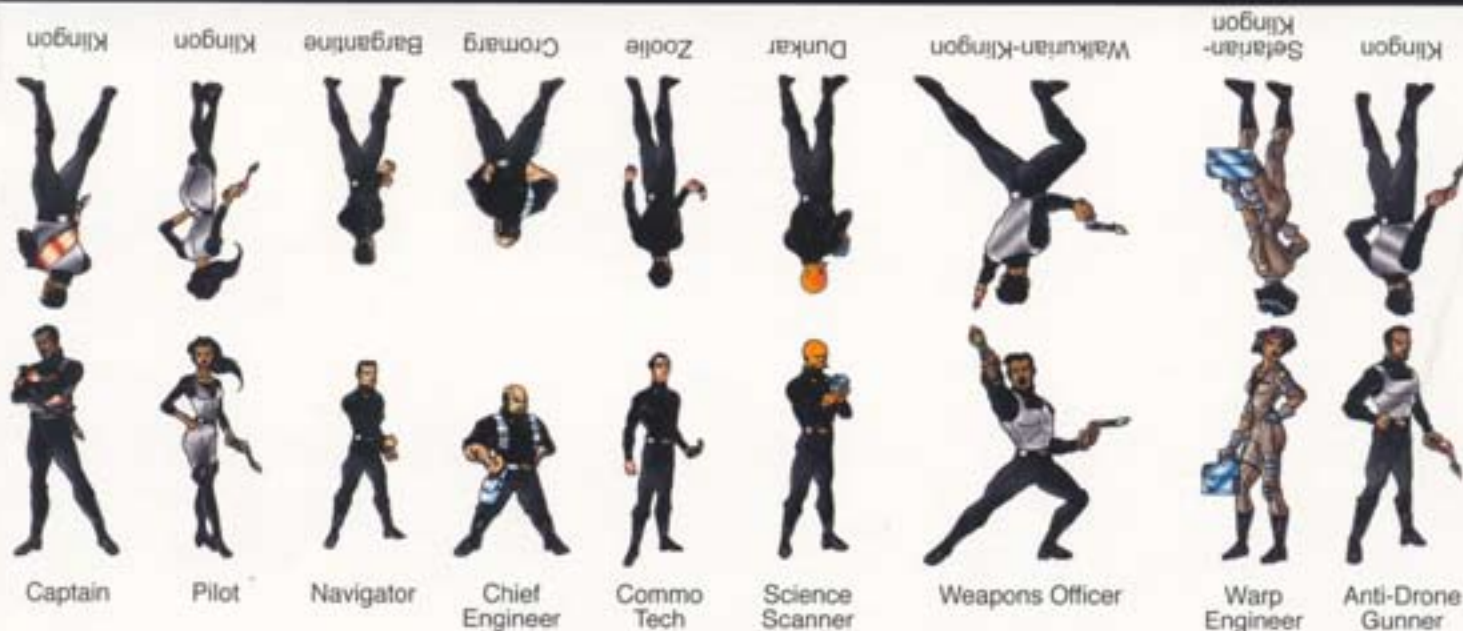 Klingon
Klingon
Bargantine
Cromarg
Zoolie
Dunkar
Walkurian-Klingon
Sefarian-
Klingon
Klingon
Captain
Pilot
Navigator
Chief
Engineer
Commo
Tech
Science
Scanner
Weapons Officer
Warp
Engineer
Anti-Drone
Gunner